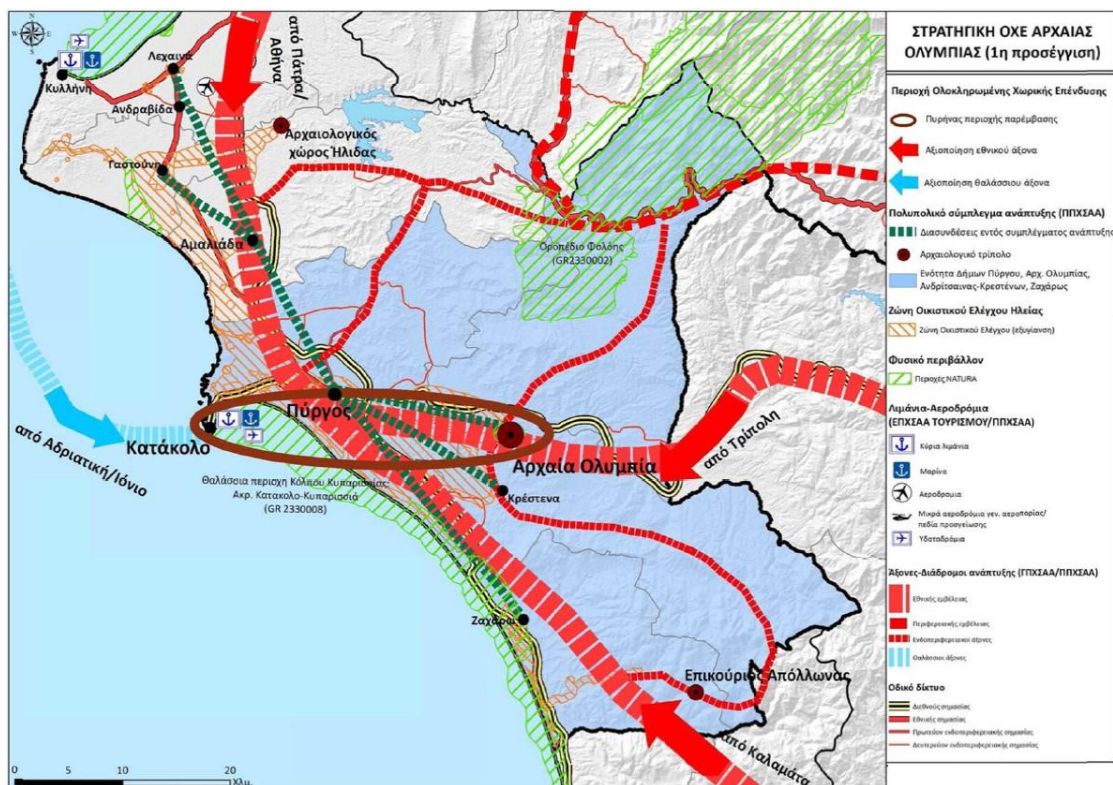 Λεχαινά
Κυλλήνη
Ανδραβίδα
από Πάτρα/
Αθήνα
Αρχαιολογικός
χώρος Ήλιδας
Γαστούνη
Αμαλιάδα
Οροπέδιο Φολόης
(GR2330002)
Πύργος
Κατάκολο
από Αδριατική/Ιόνιο
Αρχαία Ολυμπία
από Τρίπολη
Θαλάσσια περιοχή Κόλπου Κυπαρισσίας:
Ακρ. Κατακολο-Κυπαρισσιά
(GR 2330008)
Κρέστενα
Ζαχάρω
Επικούριος Απόλλωνας
από Καλαμάτα
0 5 10 20
Χλμ.
ΣΤΡΑΤΗΓΙΚΗ ΟΧΕ ΑΡΧΑΙΑΣ
ΟΛΥΜΠΙΑΣ (1η προσέγγιση)
Περιοχή Ολοκληρωμένης Χωρικής Επένδυσης
Πυρήνας περιοχής παρέμβασης
Αξιοποίηση εθνικού άξονα
Αξιοποίηση θαλάσσιου άξονα
Πολυπολικό σύμπλεγμα ανάπτυξης (ΠΠΧΣΑΑ)
Διασυνδέσεις εντός συμπλέγματος ανάπτυξης
Αρχαιολογικό τρίπολο
Ενότητα Δήμων Πύργου, Αρχ. Ολυμπίας,
Ανδρίτσαινας-Κρεστένων, Ζαχάρως
Ζώνη Οικιστικού Ελέγχου Ηλείας
Ζώνη Οικιστικού Ελέγχου (εξυγίανση)
Φυσικό περιβάλλον
Περιοχές NATURA
Λιμάνια-Αεροδρόμια
(ΕΠΧΣΑΑ ΤΟΥΡΙΣΜΟΥ/ΠΠΧΣΑΑ)
Κύρια λιμάνια
Μαρίνα
Αεροδρομια
Μικρά αεροδρόμια γεν. αεροπορίας/
πεδία προσγείωσης
Υδατοδρόμια
Άξονες-Διάδρομοι ανάπτυξης (ΓΠΧΣΑΑ/ΠΠΧΣΑΑ)
Εθνικής εμβέλειας
Περιφερειακής εμβέλειας
Ενδοπεριφερειακοί άξονες
Θαλάσσιοι άξονες
Οδικό δίκτυο
Διεθνούς σημασίας
Εθνικής σημασίας
Πρωτεύον ενδοπεριφερειακής σημασίας
Δευτερεύον ενδοπεριφερειακής σημασίας